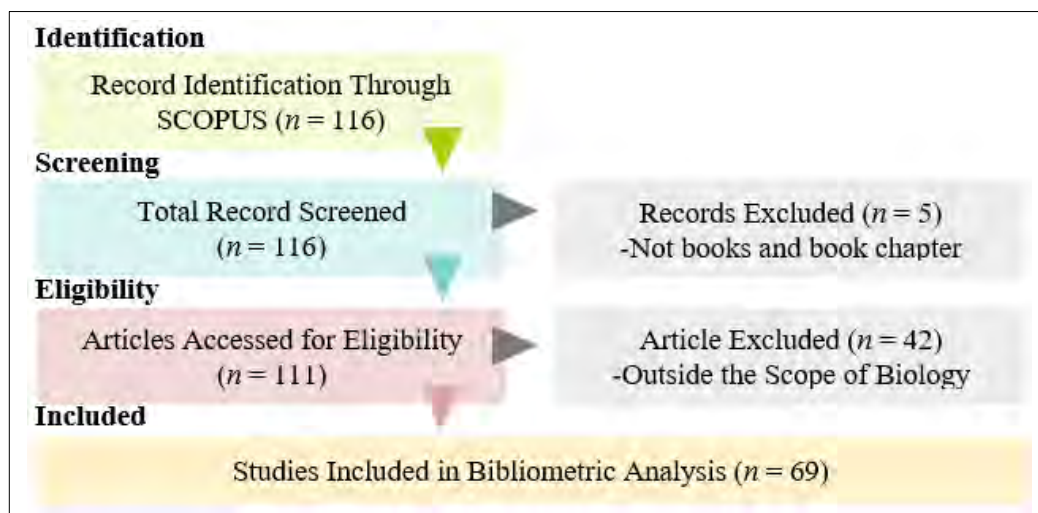 Identification
Record Identification Through
SCOPUS (n = 116)
Screening
Total Record Screened
(n = 116)
Records Excluded (n = 5)
-Not books and book chapter
Eligibility
Articles Accessed for Eligibility
(n = 111)
Article Excluded (n = 42)
-Outside the Scope of Biology
Included
Studies Included in Bibliometric Analysis (n = 69)